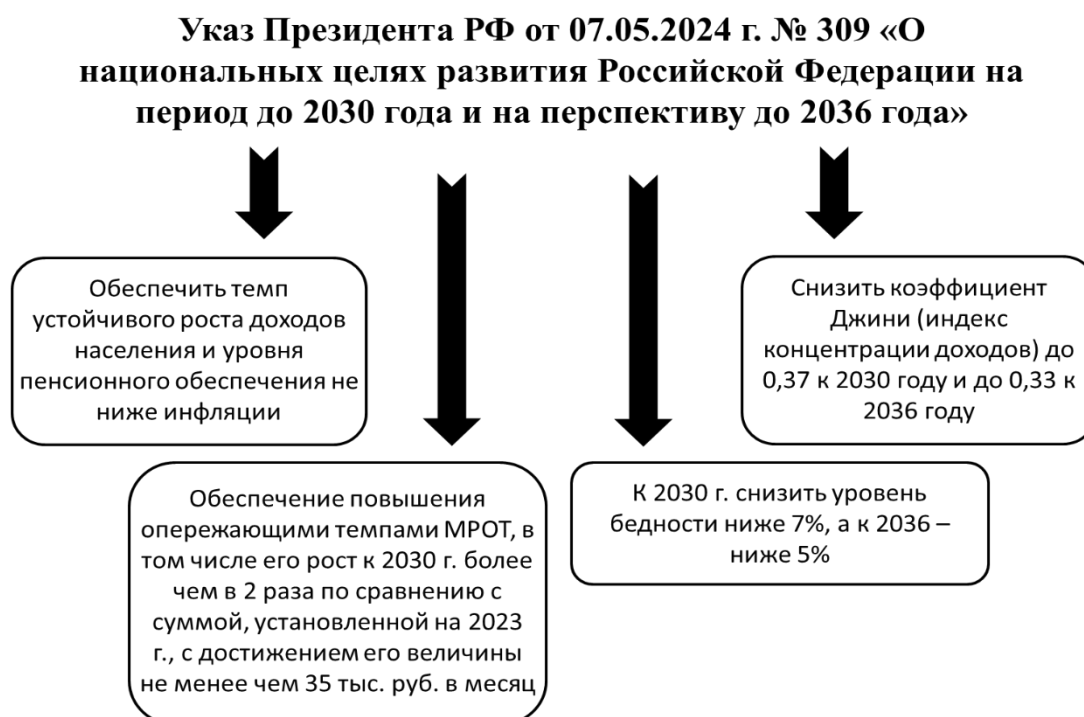 Указ Президента РФ от 07.05.2024 г. № 309 «О
национальных целях развития Российской Федерации на
период до 2030 года и на перспективу до 2036 года»
Обеспечить темп
устойчивого роста доходов
населения и уровня
пенсионного обеспечения не
ниже инфляции
Обеспечение повышения
опережающими темпами МРОТ, в
том числе его рост к 2030 г. более
чем в 2 раза по сравнению с
суммой, установленной на 2023
г., с достижением его величины
не менее чем 35 тыс. руб. в месяц
К 2030 г. снизить уровень
бедности ниже 7%, а к 2036 –
ниже 5%
Снизить коэффициент
Джини (индекс
концентрации доходов) до
0,37 к 2030 году и до 0,33 к
2036 году